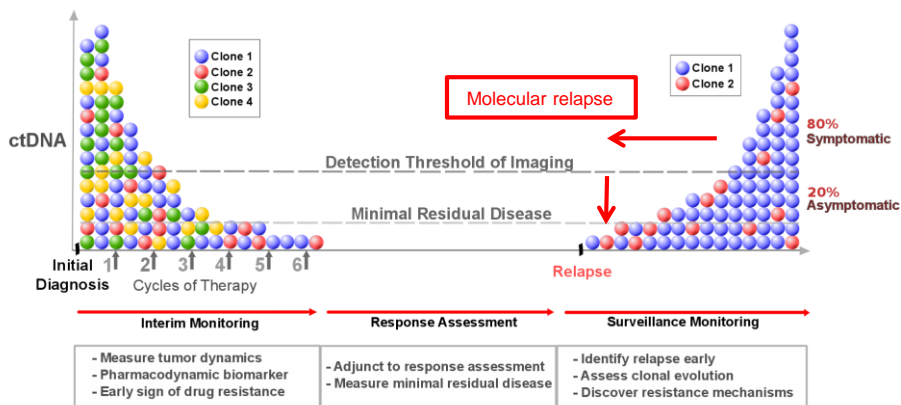 Clone 1
Clone 2
Clone 3
Clone 4
Clone 1
Clone 2
Molecular relapse
ctDNA
80%
Symptomatic
Detection Threshold of Imaging
20%
Asymptomatic
Minimal Residual Disease
Initial
Diagnosis
1 2 3 4 5 6
Cycles of Therapy
Relapse
Interim Monitoring
Response Assessment
Surveillance Monitoring
- Measure tumor dynamics
- Pharmacodynamic biomarker
- Early sign of drug resistance
- Adjunct to response assessment
- Measure minimal residual disease
- Identify relapse early
- Assess clonal evolution
- Discover resistance mechanisms